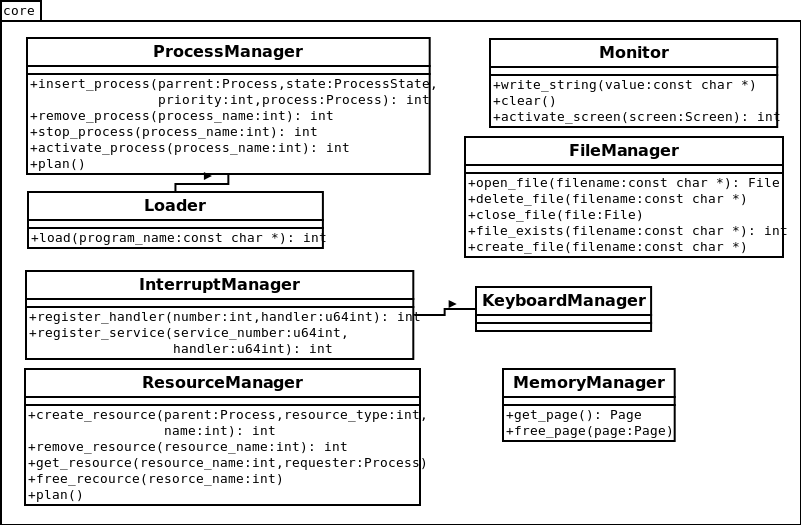 core
ProcessManager
+insert_process(parrent:Process,state:ProcessState,
priority:int,process:Process): int
+remove_process(process_name:int): int
+stop_process(process_name:int): int
+activate_process(process_name:int): int
+plan()
Monitor
+write_string(value:const char *)
+clear()
+activate_screen(screen:Screen): int
FileManager
+open_file(filename:const char *): File
+delete_file(filename:const char *)
+close_file(file:File)
+file_exists(filename:const char *): int
+create_file(filename:const char *)
Loader
+load(program_name:const char *): int
InterruptManager
+register_handler(number:int,handler:u64int): int
+register_service(service_number:u64int,
handler:u64int): int
KeyboardManager
ResourceManager
+create_resource(parent:Process,resource_type:int,
name:int): int
+remove_resource(resource_name:int): int
+get_resource(resource_name:int,requester:Process)
+free_recource(resorce_name:int)
+plan()
MemoryManager
+get_page(): Page
+free_page(page:Page)